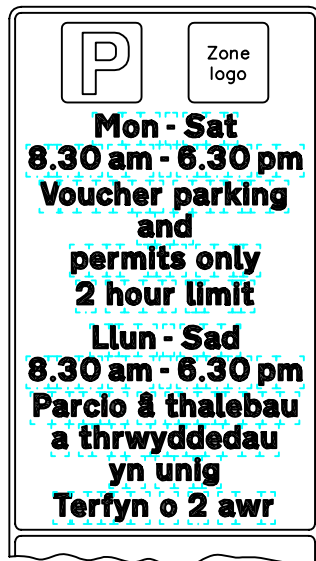 P
Zone
logo
Mon - Sat
8.30 am - 6.30 pm
Voucher parking
and
permits only
2 hour limit
Llun - Sad
8.30 am - 6.30 pm
Parcio â thalebau
a thrwyddedau
yn unig
Terfyn o 2 awr